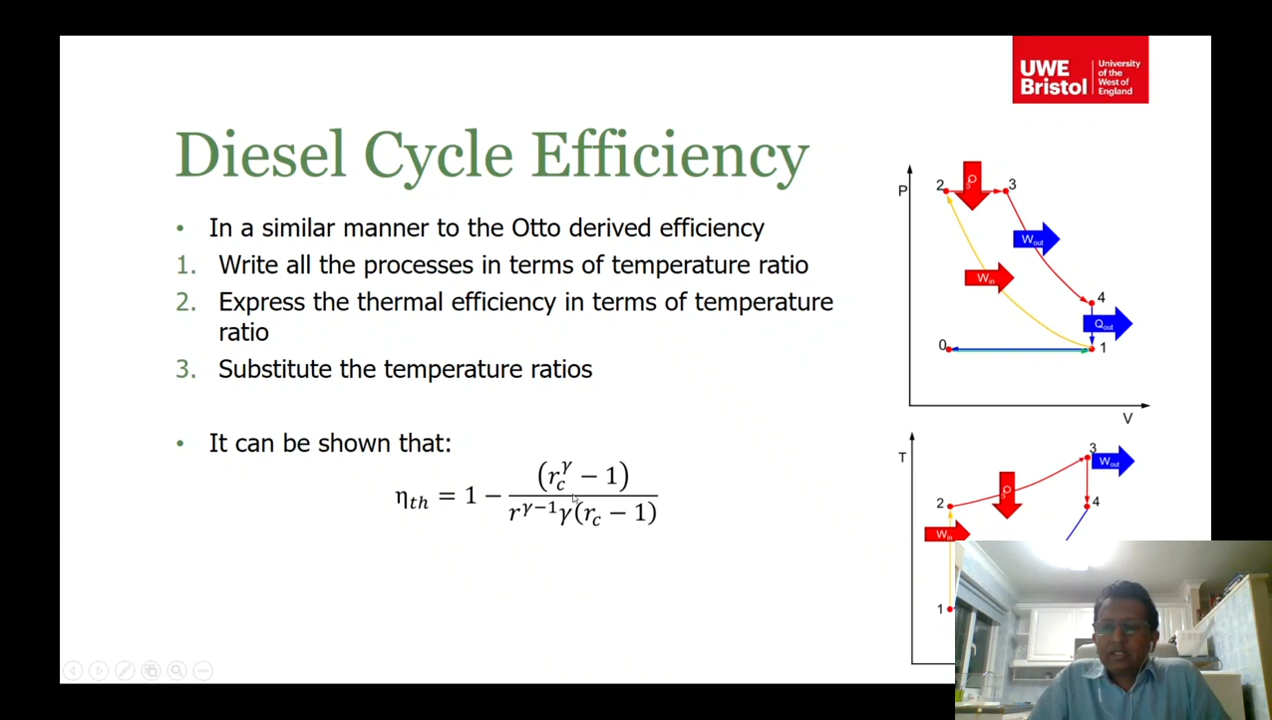 UWE
Bristol
University
of the
West of
England
Diesel Cycle Efficiency
• In a similar manner to the Otto derived efficiency
1. Write all the processes in terms of temperature ratio
2. Express the thermal efficiency in terms of temperature
ratio
3. Substitute the temperature ratios
• It can be shown that:
η_th = 1 − (r_c^γ − 1) / (r^(γ−1) γ(r_c − 1))
P
2
3
W_out
W_in
4
Q_out
0
1
V
T
3
W_out
2
4
W_in
1